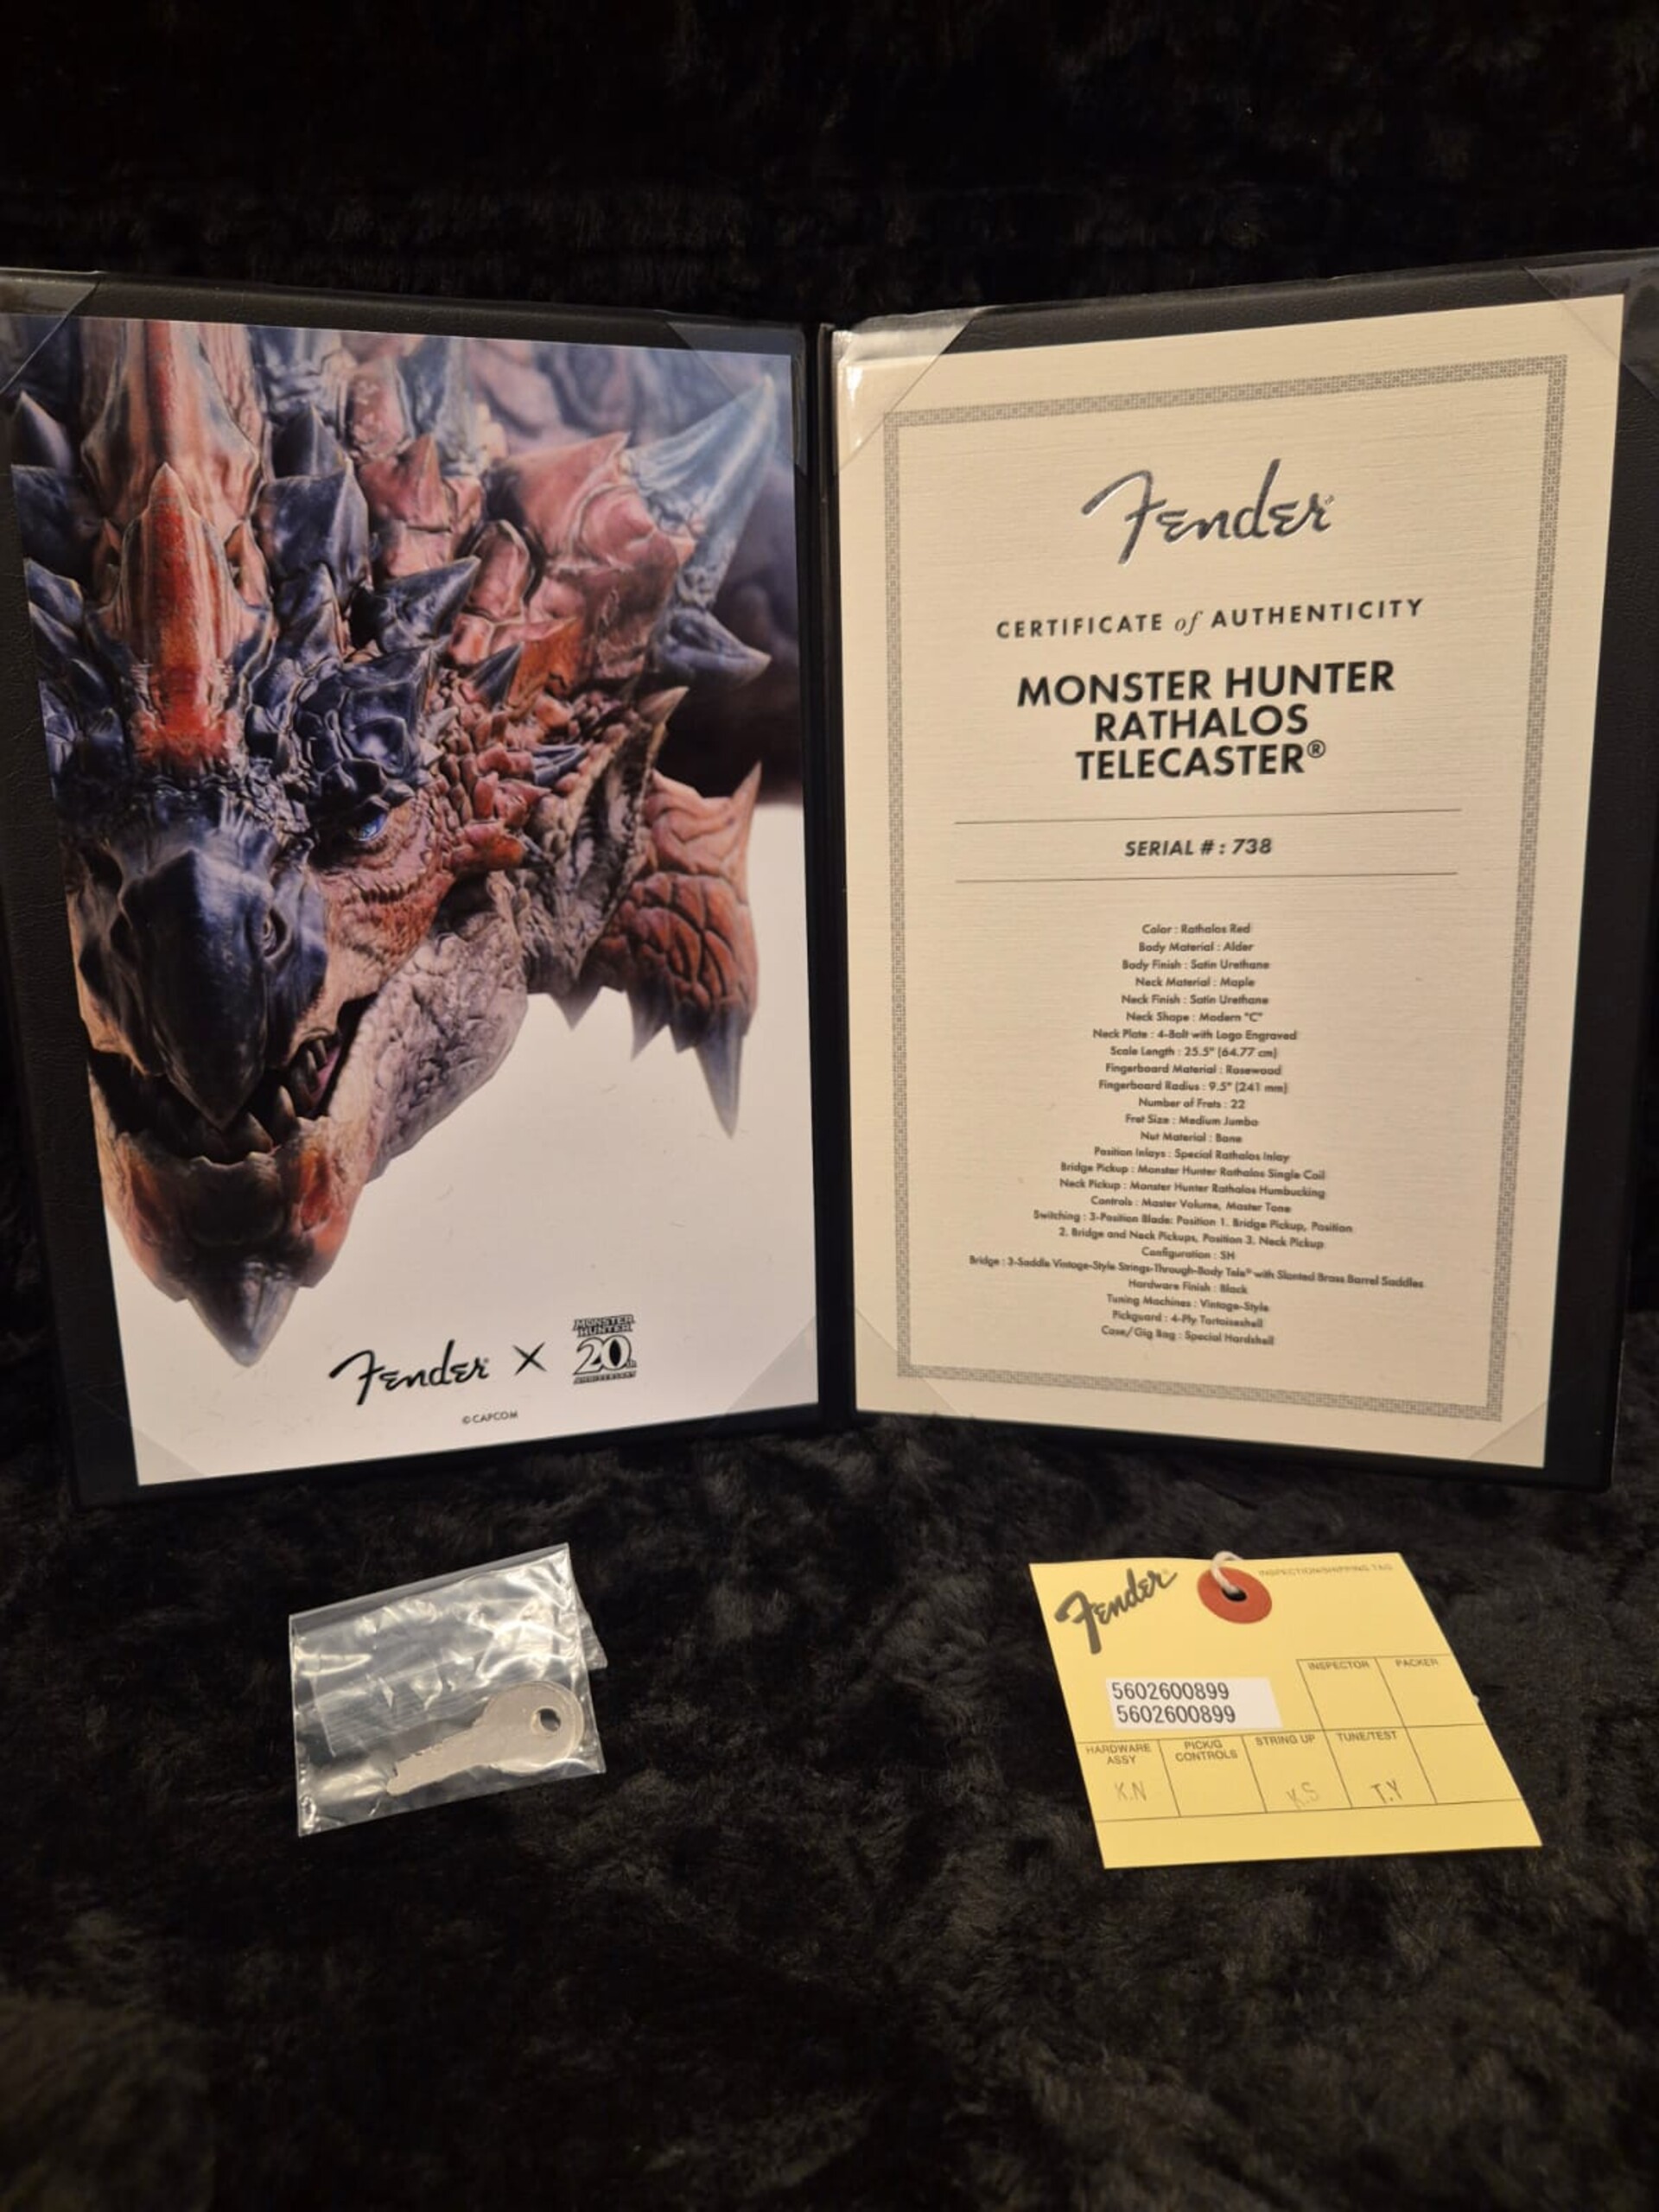 Fender X MONSTER HUNTER 20th ANNIVERSARY
© CAPCOM
Fender
CERTIFICATE of AUTHENTICITY
MONSTER HUNTER
RATHALOS
TELECASTER®
SERIAL # : 738
Color : Rathalos Red
Body Material : Alder
Body Finish : Satin Urethane
Neck Material : Maple
Neck Finish : Satin Urethane
Neck Shape : Modern "C"
Neck Plate : 4-Bolt with Logo Engraved
Scale Length : 25.5" (64.77 cm)
Fingerboard Material : Rosewood
Fingerboard Radius : 9.5" (241 mm)
Number of Frets : 22
Fret Size : Medium Jumbo
Nut Material : Bone
Position Inlays : Special Rathalos Inlay
Bridge Pickup : Monster Hunter Rathalos Single Coil
Neck Pickup : Monster Hunter Rathalos Humbucking
Controls : Master Volume, Master Tone
Switching : 3-Position Blade: Position 1. Bridge Pickup, Position
2. Bridge and Neck Pickups, Position 3. Neck Pickup
Configuration : SH
Bridge : 3-Saddle Vintage-Style Strings-Through-Body Tele® with Slanted Brass Barrel Saddles
Hardware Finish : Black
Tuning Machines : Vintage-Style
Pickguard : 4-Ply Tortoiseshell
Case/Gig Bag : Special Hardshell
Fender
INSPECTION/SHIPPING TAG
INSPECTOR PACKER
5602600899
5602600899
HARDWARE ASSY PICK/G CONTROLS STRING UP TUNE/TEST
K.N K.S T.Y